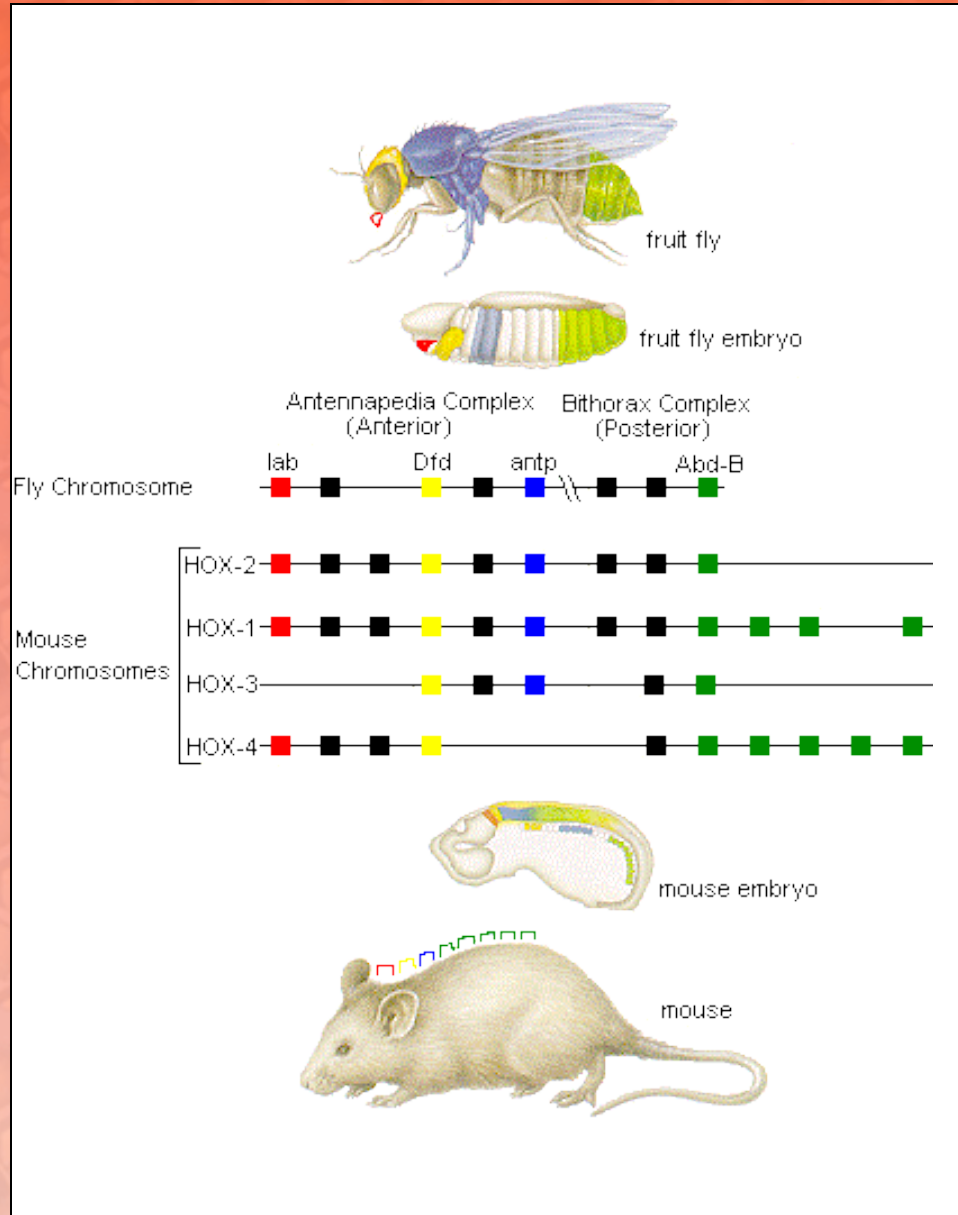 fruit fly
fruit fly embryo
Antennapedia Complex
(Anterior)
Bithorax Complex
(Posterior)
lab Dfd antp Abd-B
Fly Chromosome
Mouse
Chromosomes
HOX-2
HOX-1
HOX-3
HOX-4
mouse embryo
mouse